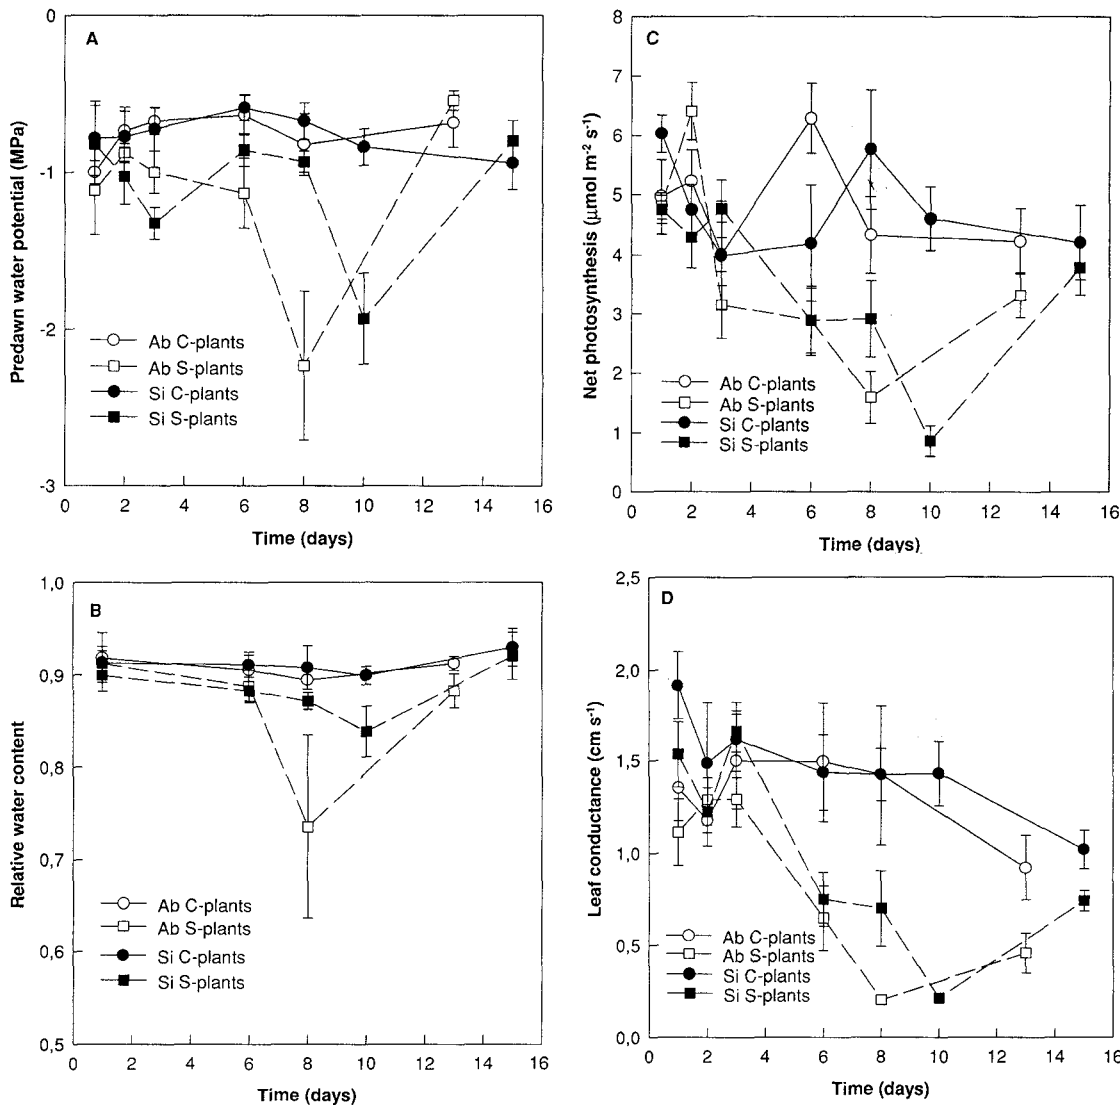 A
Predawn water potential (MPa)
0
-1
-2
-3
Ab C-plants
Ab S-plants
Si C-plants
Si S-plants
0 2 4 6 8 10 12 14 16
Time (days)
C
Net photosynthesis (µmol m⁻² s⁻¹)
8
7
6
5
4
3
2
1
0
Ab C-plants
Ab S-plants
Si C-plants
Si S-plants
0 2 4 6 8 10 12 14 16
Time (days)
B
Relative water content
1,0
0,9
0,8
0,7
0,6
0,5
Ab C-plants
Ab S-plants
Si C-plants
Si S-plants
0 2 4 6 8 10 12 14 16
Time (days)
D
Leaf conductance (cm s⁻¹)
2,5
2,0
1,5
1,0
0,5
0,0
Ab C-plants
Ab S-plants
Si C-plants
Si S-plants
0 2 4 6 8 10 12 14 16
Time (days)